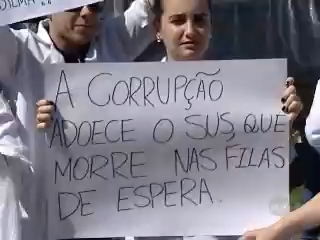 A CORRUPÇÃO
ADOECE O SUS, QUE
MORRE NAS FILAS
DE ESPERA.